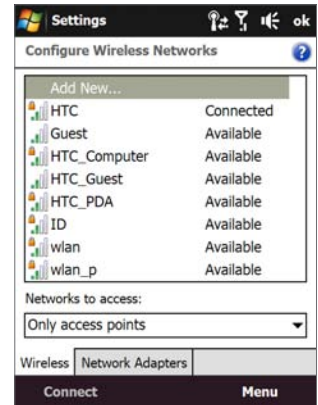 Settings ok
Configure Wireless Networks ?
Add New...
HTC Connected
Guest Available
HTC_Computer Available
HTC_Guest Available
HTC_PDA Available
ID Available
wlan Available
wlan_p Available
Networks to access:
Only access points
Wireless Network Adapters
Connect Menu